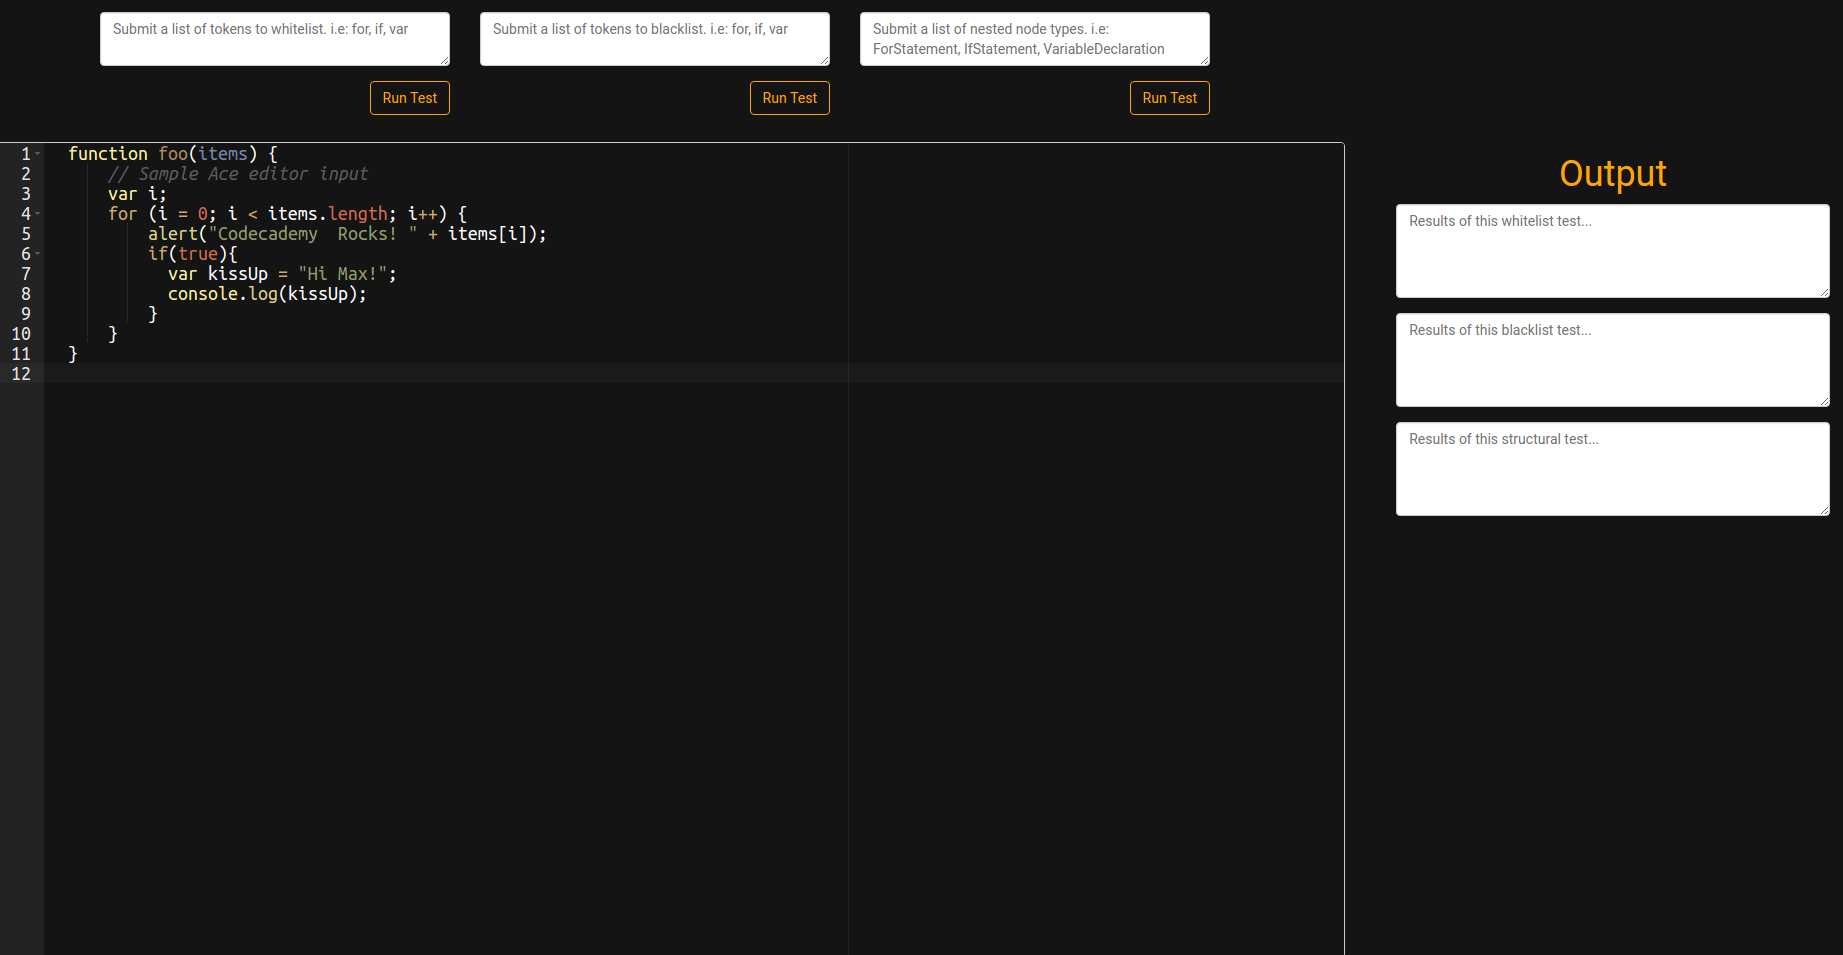 Submit a list of tokens to whitelist. i.e: for, if, var
Submit a list of tokens to blacklist. i.e: for, if, var
Submit a list of nested node types. i.e:
ForStatement, IfStatement, VariableDeclaration
Run Test
Run Test
Run Test
1 function foo(items) {
2 // Sample Ace editor input
3 var i;
4 for (i = 0; i < items.length; i++) {
5 alert("Codecademy  Rocks! " + items[i]);
6 if(true){
7 var kissUp = "Hi Max!";
8 console.log(kissUp);
9 }
10 }
11 }
12
Output
Results of this whitelist test...
Results of this blacklist test...
Results of this structural test...